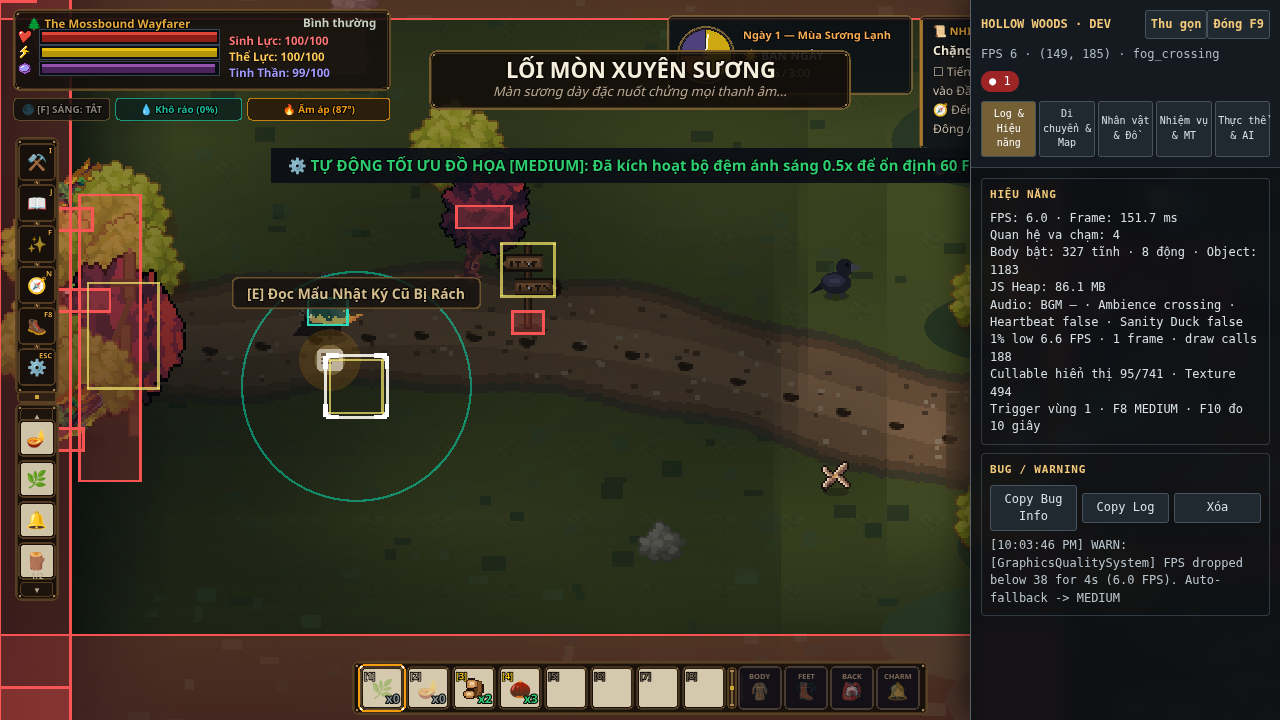 The Mossbound Wayfarer
Bình thường
Sinh Lực: 100/100
Thể Lực: 100/100
Tinh Thần: 99/100
[F] SÁNG: TẮT
Khô ráo (0%)
Ấm áp (87°)
Ngày 1 — Mùa Sương Lạnh
LỐI MÒN XUYÊN SƯƠNG
Màn sương dày đặc nuốt chửng mọi thanh âm...
TỰ ĐỘNG TỐI ƯU ĐỒ HỌA [MEDIUM]: Đã kích hoạt bộ đệm ánh sáng 0.5x để ổn định 60 F
[E] Đọc Mẩu Nhật Ký Cũ Bị Rách
I
J
F
N
F8
ESC
[1]
x0
[2]
x0
[3]
x2
[4]
x3
[5]
[6]
[7]
[8]
BODY
FEET
BACK
CHARM
HOLLOW WOODS · DEV
Thu gọn
Đóng F9
FPS 6 · (149, 185) · fog_crossing
1
Log & Hiệu năng
Di chuyển & Map
Nhân vật & Đồ
Nhiệm vụ & MT
Thực thể & AI
HIỆU NĂNG
FPS: 6.0 · Frame: 151.7 ms
Quan hệ va chạm: 4
Body bật: 327 tĩnh · 8 động · Object:
1183
JS Heap: 86.1 MB
Audio: BGM — · Ambience crossing ·
Heartbeat false · Sanity Duck false
1% low 6.6 FPS · 1 frame · draw calls
188
Cullable hiển thị 95/741 · Texture
494
Trigger vùng 1 · F8 MEDIUM · F10 đo
10 giây
BUG / WARNING
Copy Bug Info
Copy Log
Xóa
[10:03:46 PM] WARN:
[GraphicsQualitySystem] FPS dropped
below 38 for 4s (6.0 FPS). Auto-
fallback -> MEDIUM